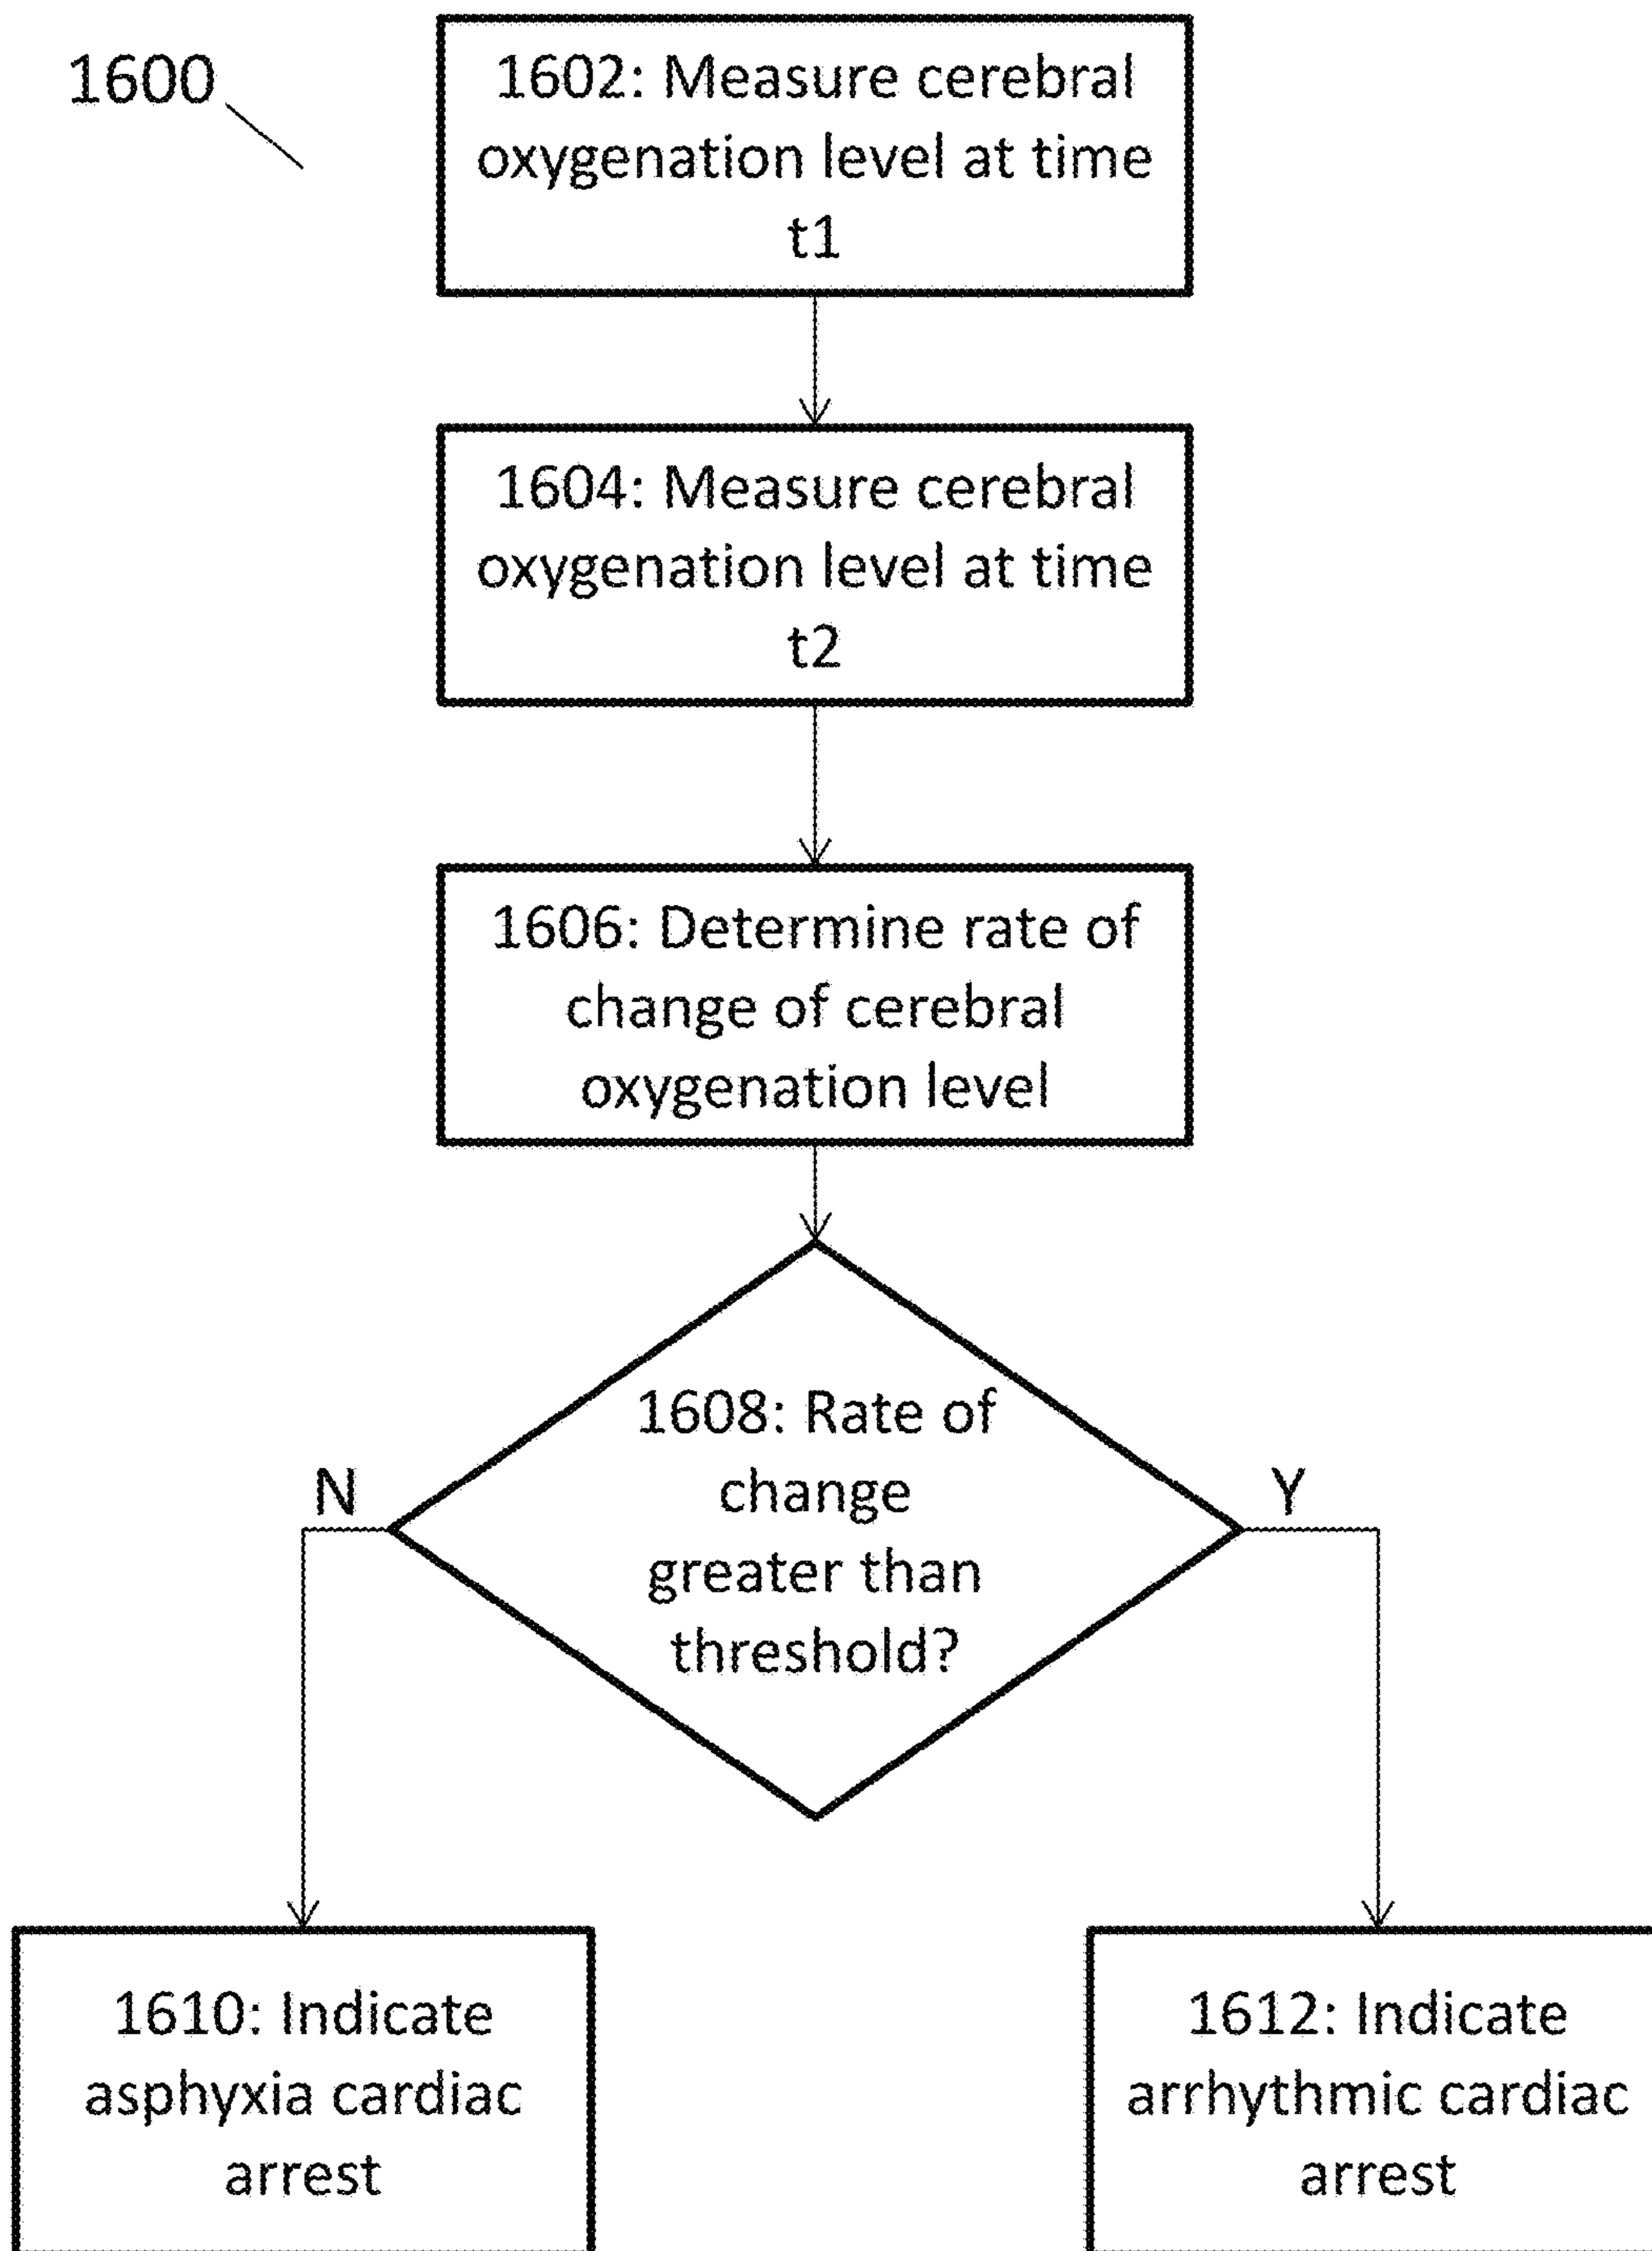 1600
1602: Measure cerebral
oxygenation level at time
t1
1604: Measure cerebral
oxygenation level at time
t2
1606: Determine rate of
change of cerebral
oxygenation level
1608: Rate of
change
greater than
threshold?
N
Y
1610: Indicate
asphyxia cardiac
arrest
1612: Indicate
arrhythmic cardiac
arrest